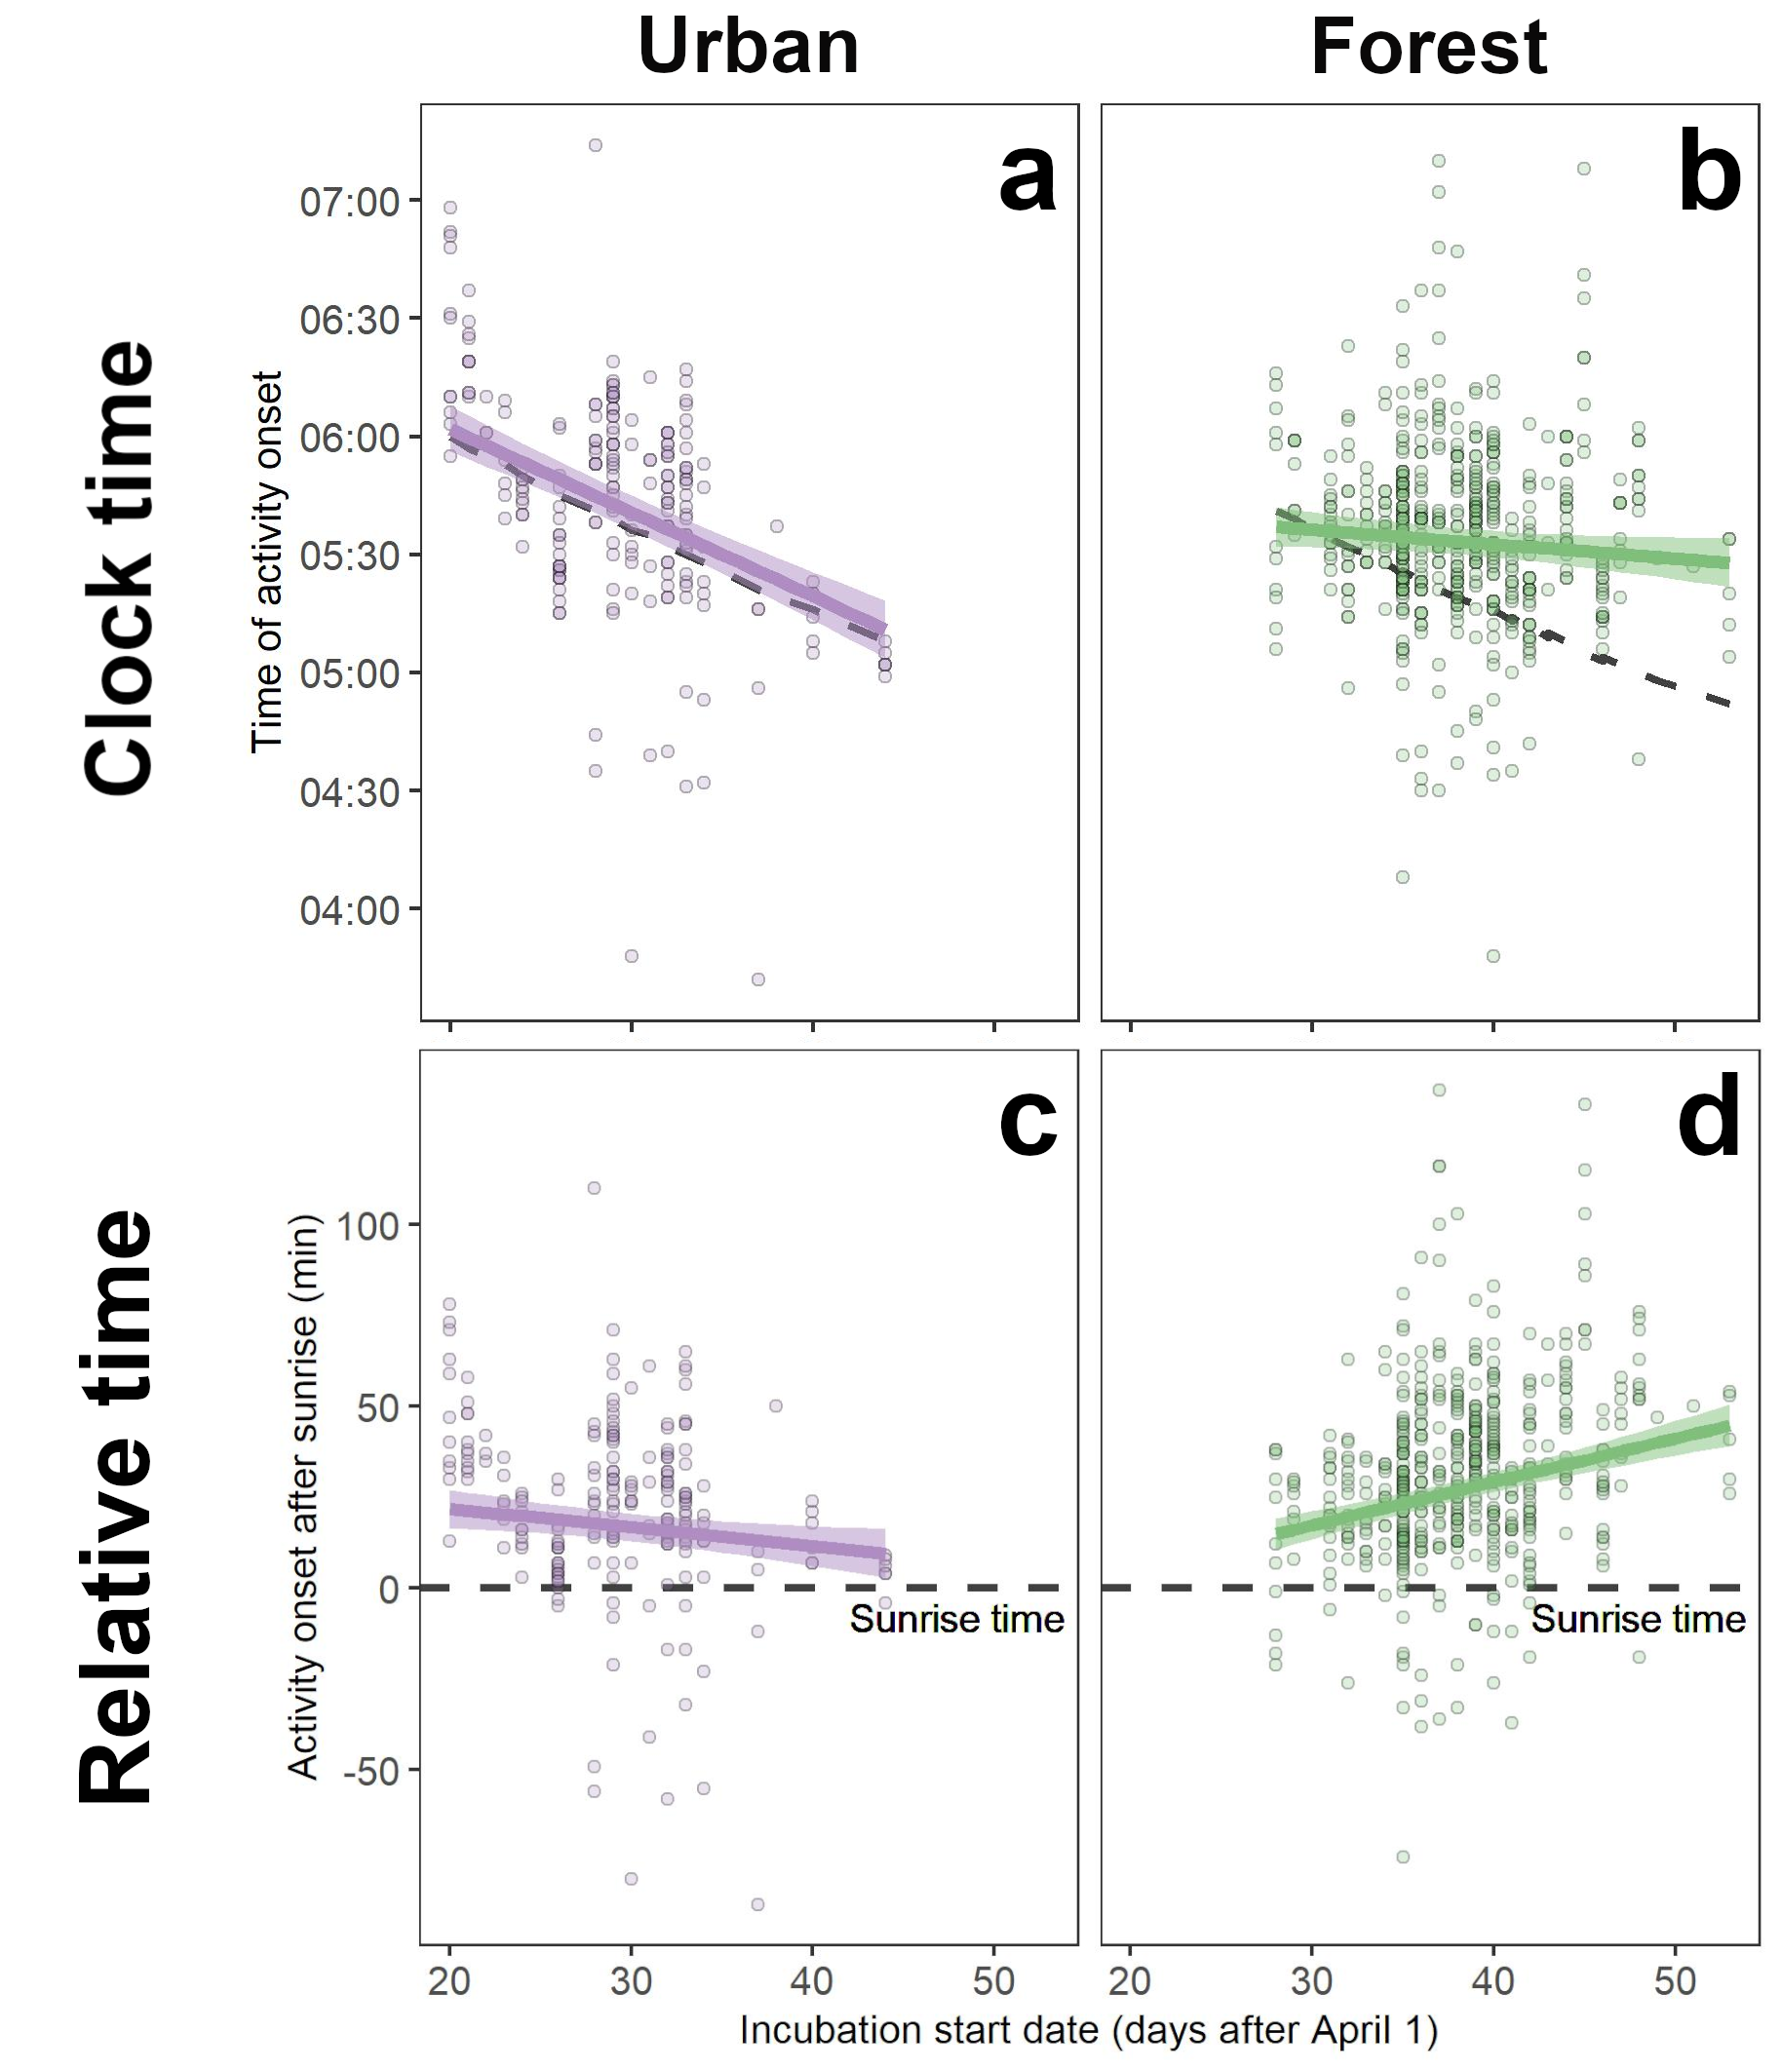 Urban
Forest
a
b
Clock time
Time of activity onset
07:00
06:30
06:00
05:30
05:00
04:30
04:00
c
d
Relative time
Activity onset after sunrise (min)
100
50
0
-50
Sunrise time
Sunrise time
20 30 40 50
20 30 40 50
Incubation start date (days after April 1)